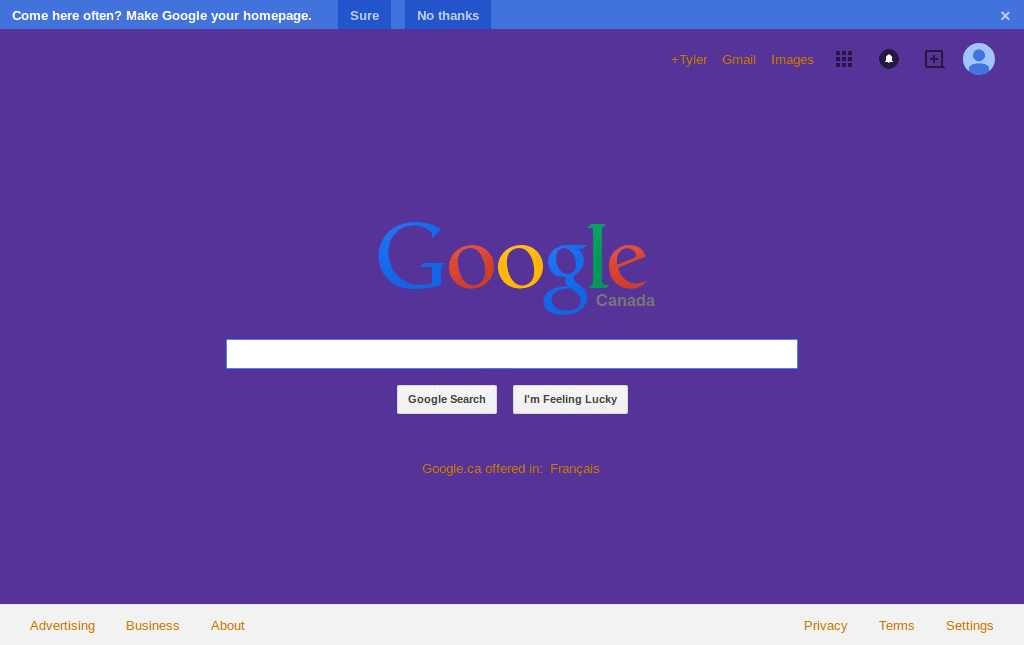 Come here often? Make Google your homepage. Sure No thanks ×
+Tyler Gmail Images
Google
Canada
Google Search I'm Feeling Lucky
Google.ca offered in: Français
Advertising Business About Privacy Terms Settings